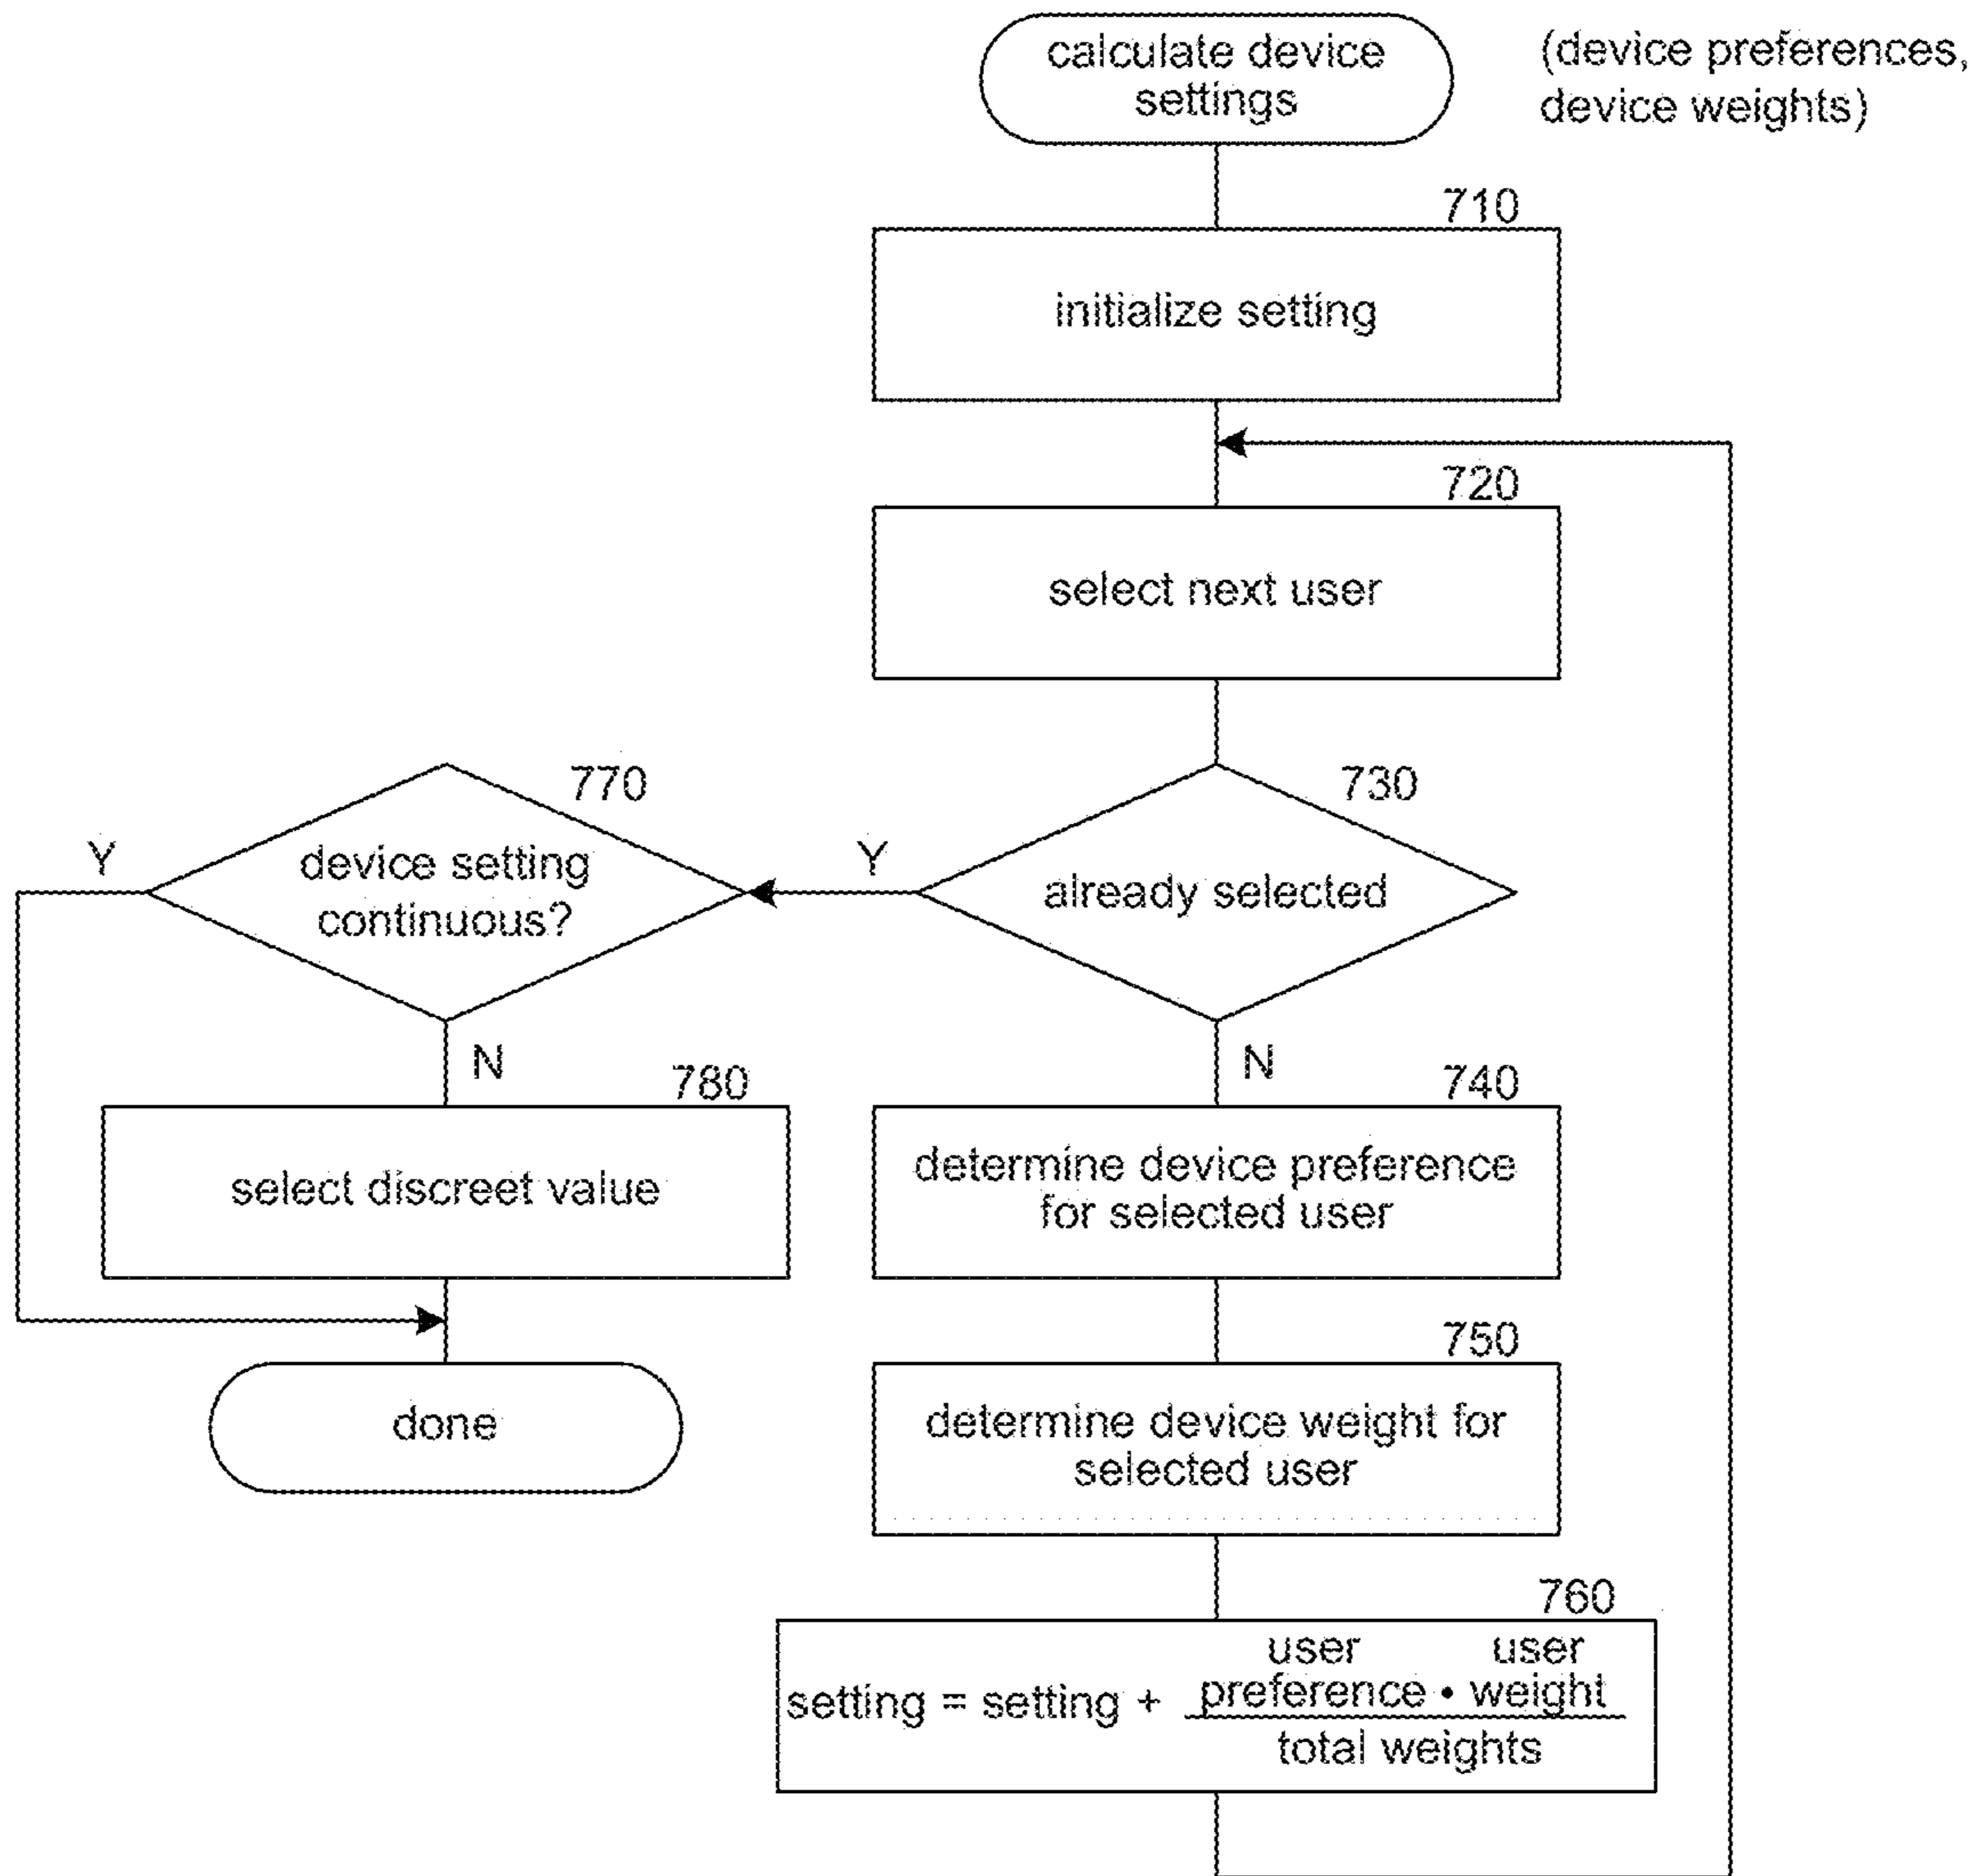 calculate device
settings
(device preferences,
device weights)
710
initialize setting
720
select next user
730
already selected
Y
N
770
device setting
continuous?
Y
N
780
select discreet value
done
740
determine device preference
for selected user
750
determine device weight for
selected user
760
user user
setting = setting + preference • weight
total weights